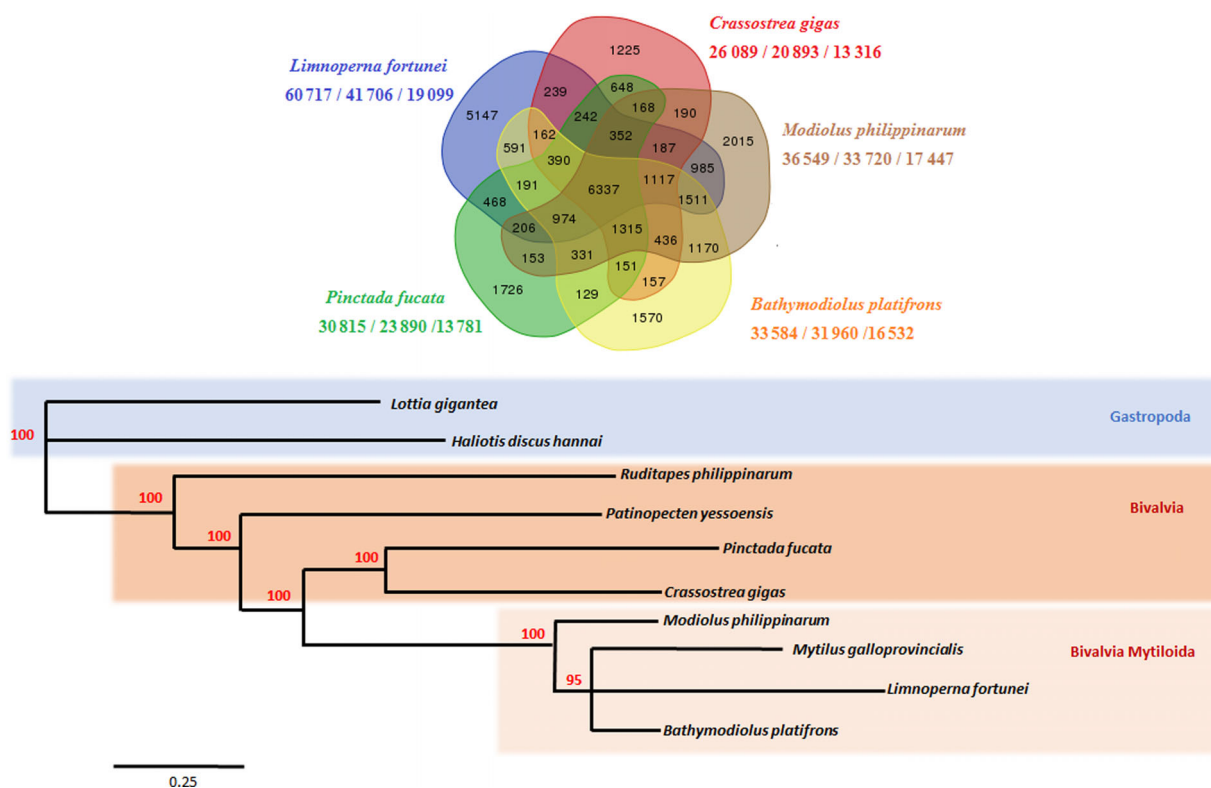 Crassostrea gigas
26 089 / 20 893 / 13 316
Limnoperna fortunei
60 717 / 41 706 / 19 099
Modiolus philippinarum
36 549 / 33 720 / 17 447
Pinctada fucata
30 815 / 23 890 /13 781
Bathymodiolus platifrons
33 584 / 31 960 /16 532
1225
239
648
168
190
5147
242
352
2015
162
187
591
390
985
191
6337
1117
1511
468
974
206
1315
436
1170
153
331
151
157
1726
129
1570
Lottia gigantea
Gastropoda
100
Haliotis discus hannai
Ruditapes philippinarum
100
Bivalvia
Patinopecten yessoensis
100
Pinctada fucata
100
Crassostrea gigas
100
Modiolus philippinarum
100
Mytilus galloprovincialis
Bivalvia Mytiloida
95
Limnoperna fortunei
Bathymodiolus platifrons
0.25